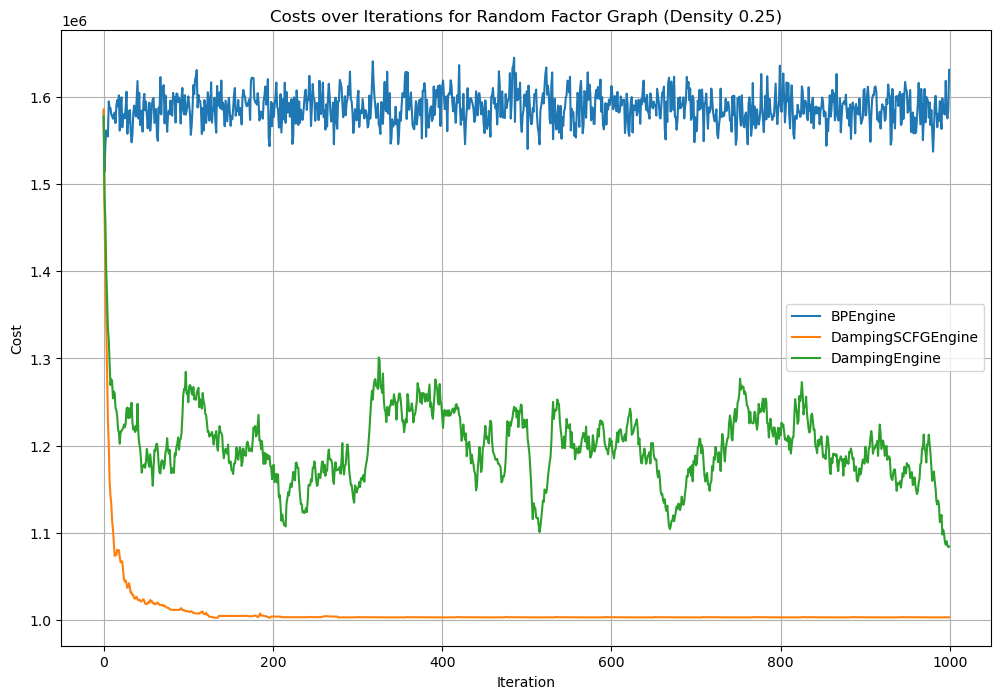 Costs over Iterations for Random Factor Graph (Density 0.25)
1e6
1.6
1.5
1.4
1.3
1.2
1.1
1.0
Cost
BPEngine
DampingSCFGEngine
DampingEngine
0 200 400 600 800 1000
Iteration